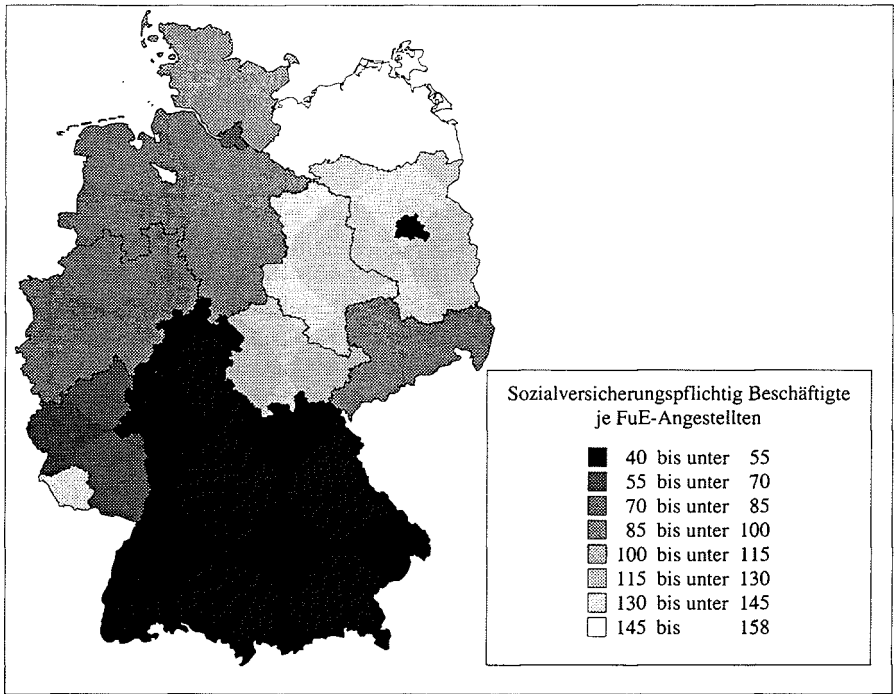 Sozialversicherungspflichtig Beschäftigte
je FuE-Angestellten
40 bis unter 55
55 bis unter 70
70 bis unter 85
85 bis unter 100
100 bis unter 115
115 bis unter 130
130 bis unter 145
145 bis 158